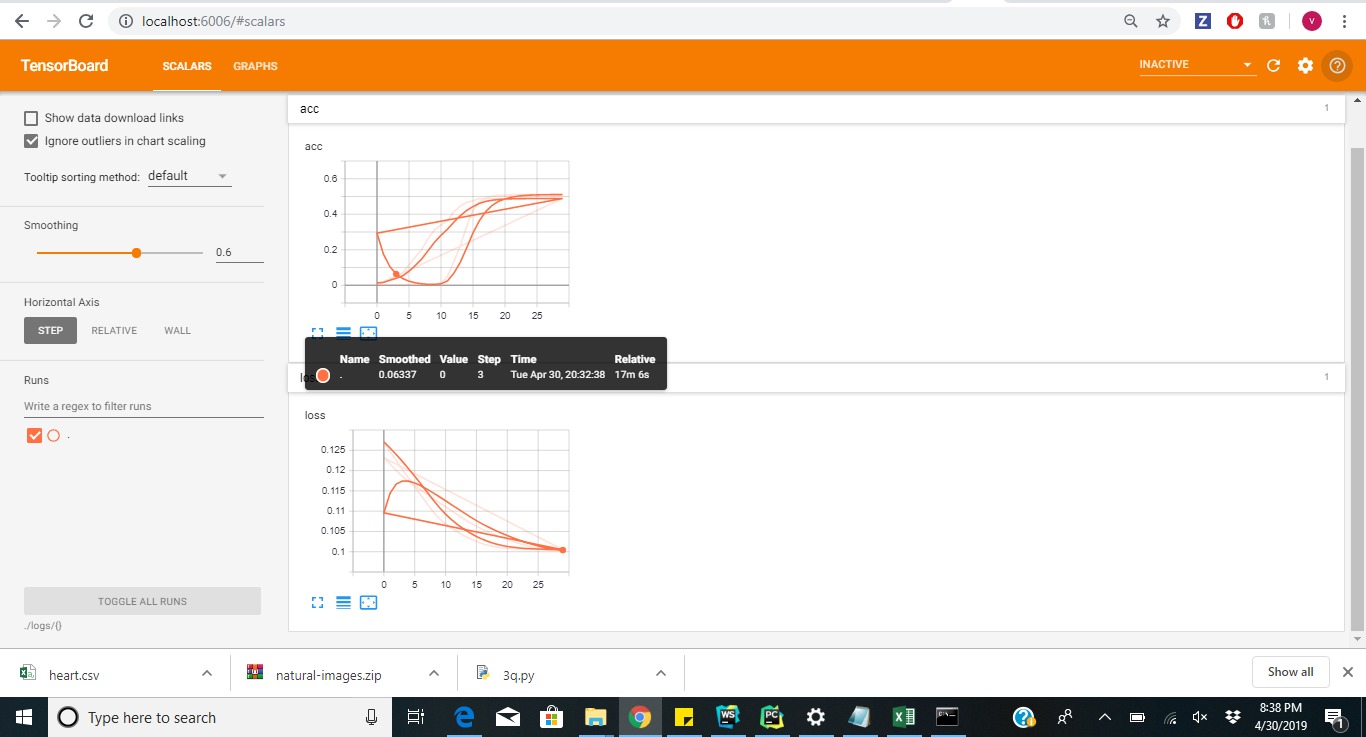 localhost:6006/#scalars
Z
V
TensorBoard SCALARS GRAPHS INACTIVE
Show data download links
Ignore outliers in chart scaling
Tooltip sorting method: default
Smoothing
0.6
Horizontal Axis
STEP RELATIVE WALL
Runs
Write a regex to filter runs
.
TOGGLE ALL RUNS
./logs/{}
acc 1
acc
0.6
0.4
0.2
0
0 5 10 15 20 25
Name Smoothed Value Step Time Relative
. 0.06337 0 3 Tue Apr 30, 20:32:38 17m 6s
1
loss
0.125
0.12
0.115
0.11
0.105
0.1
0 5 10 15 20 25
heart.csv natural-images.zip 3q.py Show all
Type here to search
WS
PC
8:38 PM
4/30/2019
1